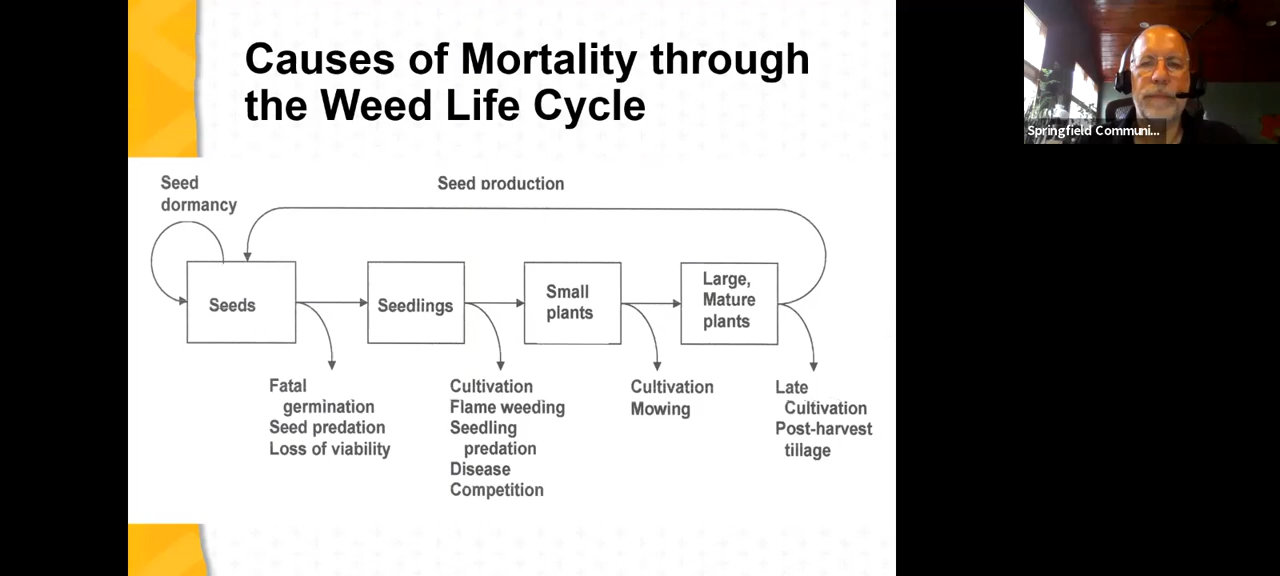 Causes of Mortality through
the Weed Life Cycle
Springfield Communi...
Seed
dormancy
Seed production
Seeds
Seedlings
Small
plants
Large,
Mature
plants
Fatal
germination
Seed predation
Loss of viability
Cultivation
Flame weeding
Seedling
predation
Disease
Competition
Cultivation
Mowing
Late
Cultivation
Post-harvest
tillage